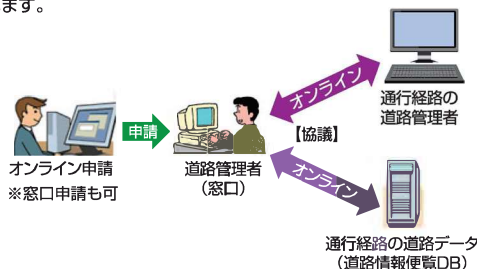 ます。
オンライン
通行経路の
道路管理者
申請
【協議】
オンライン申請
※窓口申請も可
道路管理者
（窓口）
オンライン
通行経路の道路データ
（道路情報便覧DB）